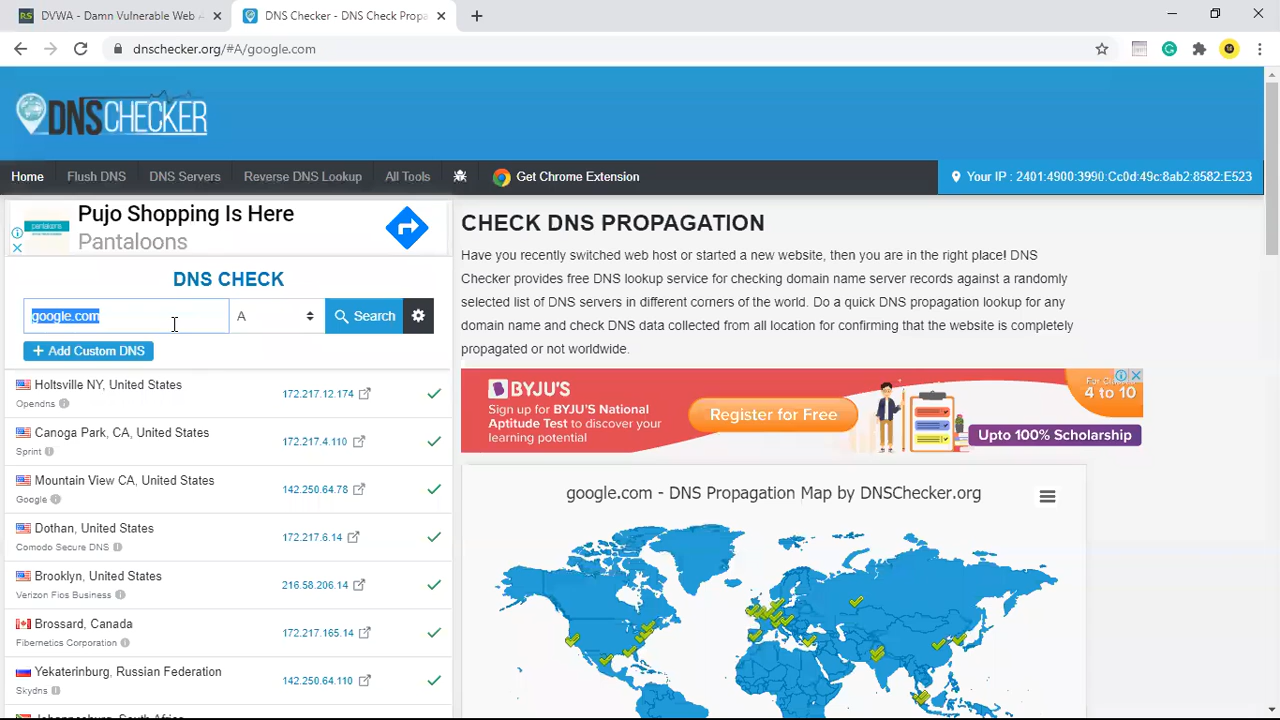 DVWA - Damn Vulnerable Web A
DNS Checker - DNS Check Propa
dnschecker.org/#A/google.com
DNSCHECKER
Home
Flush DNS
DNS Servers
Reverse DNS Lookup
All Tools
Get Chrome Extension
Your IP : 2401:4900:3990:Cc0d:49c:8ab2:8582:E523
Pujo Shopping Is Here
Pantaloons
DNS CHECK
google.com
A
Search
+ Add Custom DNS
Holtsville NY, United States
Opendns
172.217.12.174
Canoga Park, CA, United States
Sprint
172.217.4.110
Mountain View CA, United States
Google
142.250.64.78
Dothan, United States
Comodo Secure DNS
172.217.6.14
Brooklyn, United States
Verizon Fios Business
216.58.206.14
Brossard, Canada
Fibernetics Corporation
172.217.165.14
Yekaterinburg, Russian Federation
Skydns
142.250.64.110
CHECK DNS PROPAGATION
Have you recently switched web host or started a new website, then you are in the right place! DNS
Checker provides free DNS lookup service for checking domain name server records against a randomly
selected list of DNS servers in different corners of the world. Do a quick DNS propagation lookup for any
domain name and check DNS data collected from all location for confirming that the website is completely
propagated or not worldwide.
BYJU'S
Sign up for BYJU'S National
Aptitude Test to discover your
learning potential
Register for Free
4 to 10
Upto 100% Scholarship
google.com - DNS Propagation Map by DNSChecker.org